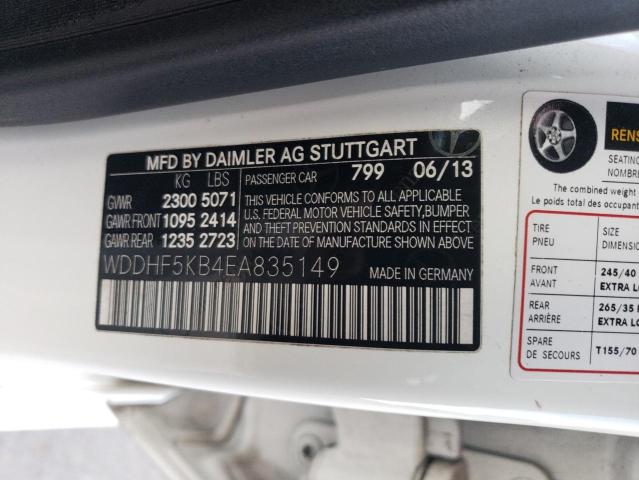 MFD BY DAIMLER AG STUTTGART
KG LBS PASSENGER CAR 799 06/13
GVWR 2300 5071
GAWR FRONT 1095 2414
GAWR REAR 1235 2723
THIS VEHICLE CONFORMS TO ALL APPLICABLE
U.S. FEDERAL MOTOR VEHICLE SAFETY,BUMPER
AND THEFT PREVENTION STANDARDS IN EFFECT
ON THE DATE OF MANUFACTURE SHOWN ABOVE.
WDDHF5KB4EA835149 MADE IN GERMANY
SEATING
NOMBRE
The combined weight
Le poids total des occupant
TIRE SIZE
PNEU
FRONT 245/40
AVANT EXTRA
REAR 265/35
ARRIÈRE EXTRA
SPARE T155/70
DE SECOURS